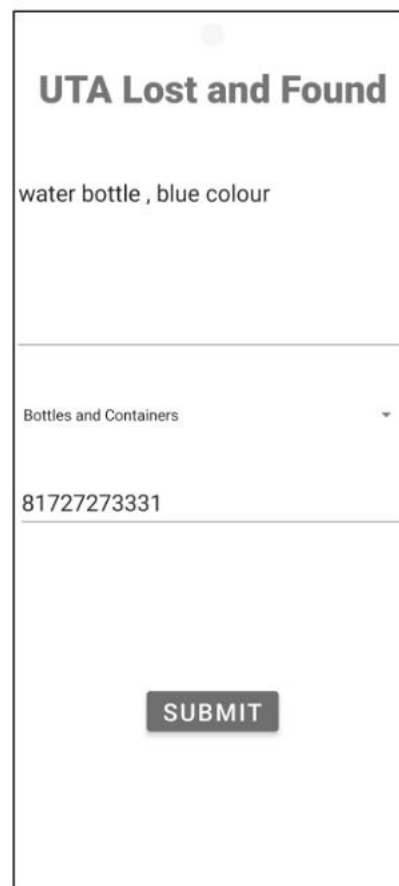 UTA Lost and Found
water bottle , blue colour
Bottles and Containers
81727273331
SUBMIT